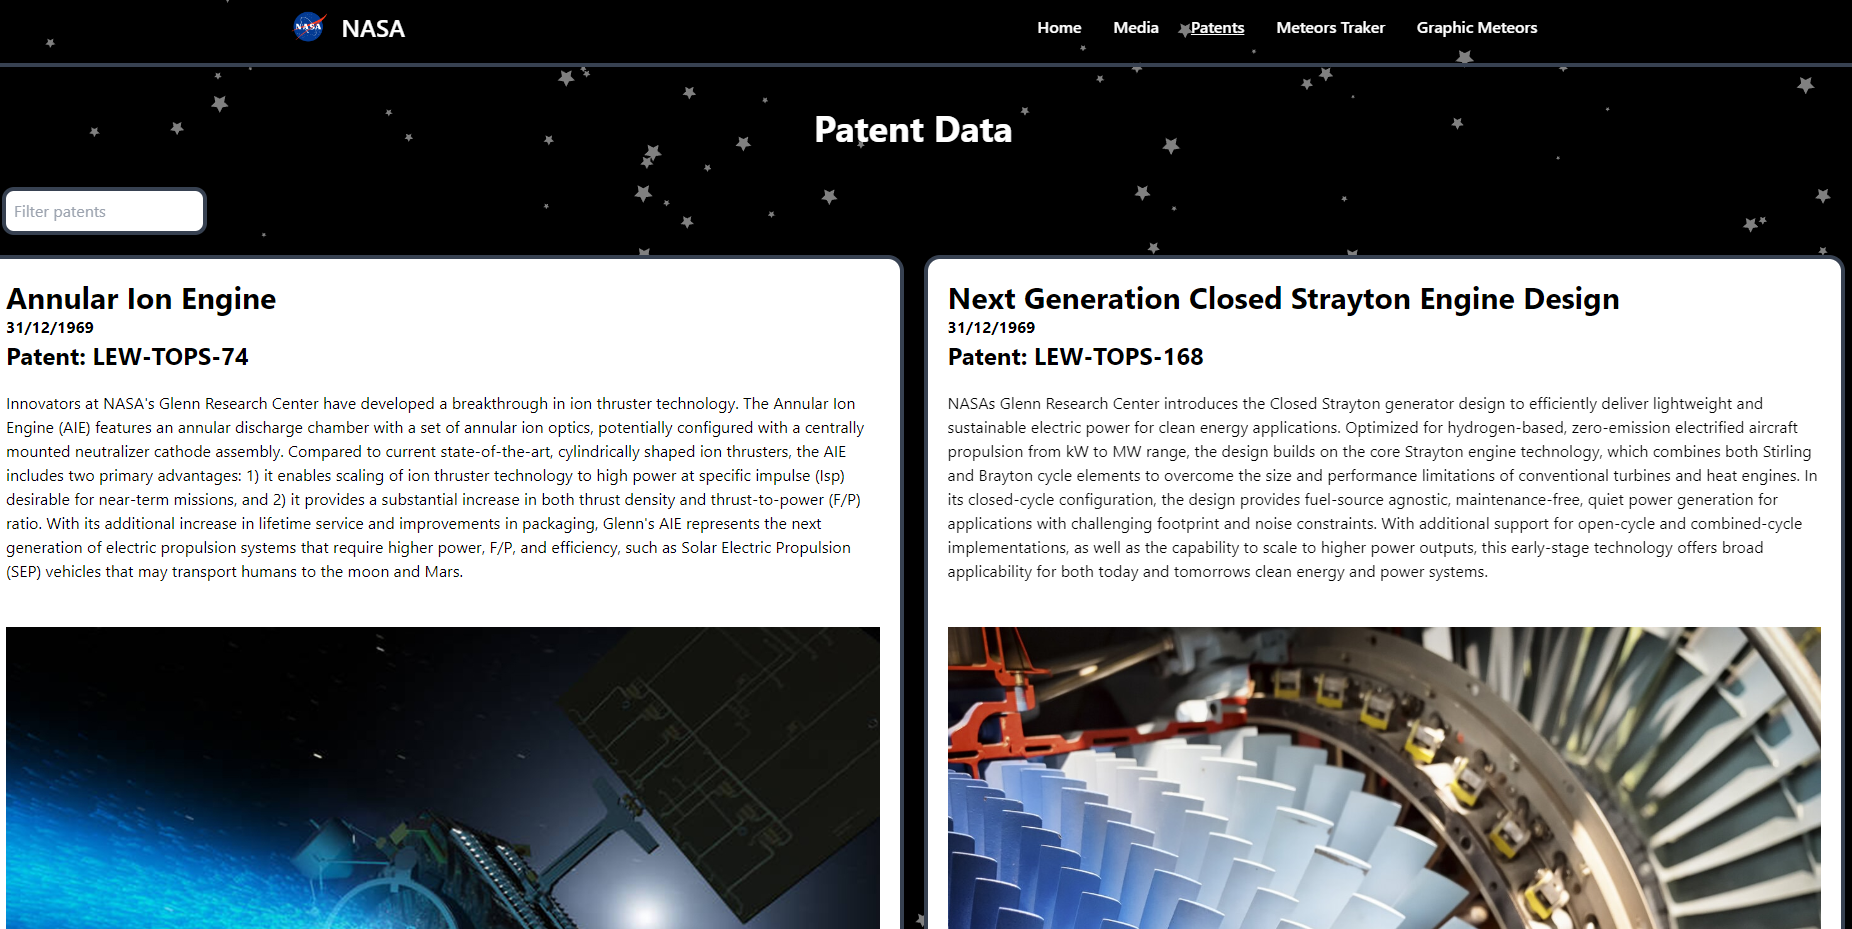 NASA
NASA
Home
Media
Patents
Meteors Traker
Graphic Meteors
Patent Data
Filter patents
Annular Ion Engine
31/12/1969
Patent: LEW-TOPS-74
Innovators at NASA's Glenn Research Center have developed a breakthrough in ion thruster technology. The Annular Ion
Engine (AIE) features an annular discharge chamber with a set of annular ion optics, potentially configured with a centrally
mounted neutralizer cathode assembly. Compared to current state-of-the-art, cylindrically shaped ion thrusters, the AIE
includes two primary advantages: 1) it enables scaling of ion thruster technology to high power at specific impulse (Isp)
desirable for near-term missions, and 2) it provides a substantial increase in both thrust density and thrust-to-power (F/P)
ratio. With its additional increase in lifetime service and improvements in packaging, Glenn's AIE represents the next
generation of electric propulsion systems that require higher power, F/P, and efficiency, such as Solar Electric Propulsion
(SEP) vehicles that may transport humans to the moon and Mars.
Next Generation Closed Strayton Engine Design
31/12/1969
Patent: LEW-TOPS-168
NASAs Glenn Research Center introduces the Closed Strayton generator design to efficiently deliver lightweight and
sustainable electric power for clean energy applications. Optimized for hydrogen-based, zero-emission electrified aircraft
propulsion from kW to MW range, the design builds on the core Strayton engine technology, which combines both Stirling
and Brayton cycle elements to overcome the size and performance limitations of conventional turbines and heat engines. In
its closed-cycle configuration, the design provides fuel-source agnostic, maintenance-free, quiet power generation for
applications with challenging footprint and noise constraints. With additional support for open-cycle and combined-cycle
implementations, as well as the capability to scale to higher power outputs, this early-stage technology offers broad
applicability for both today and tomorrows clean energy and power systems.